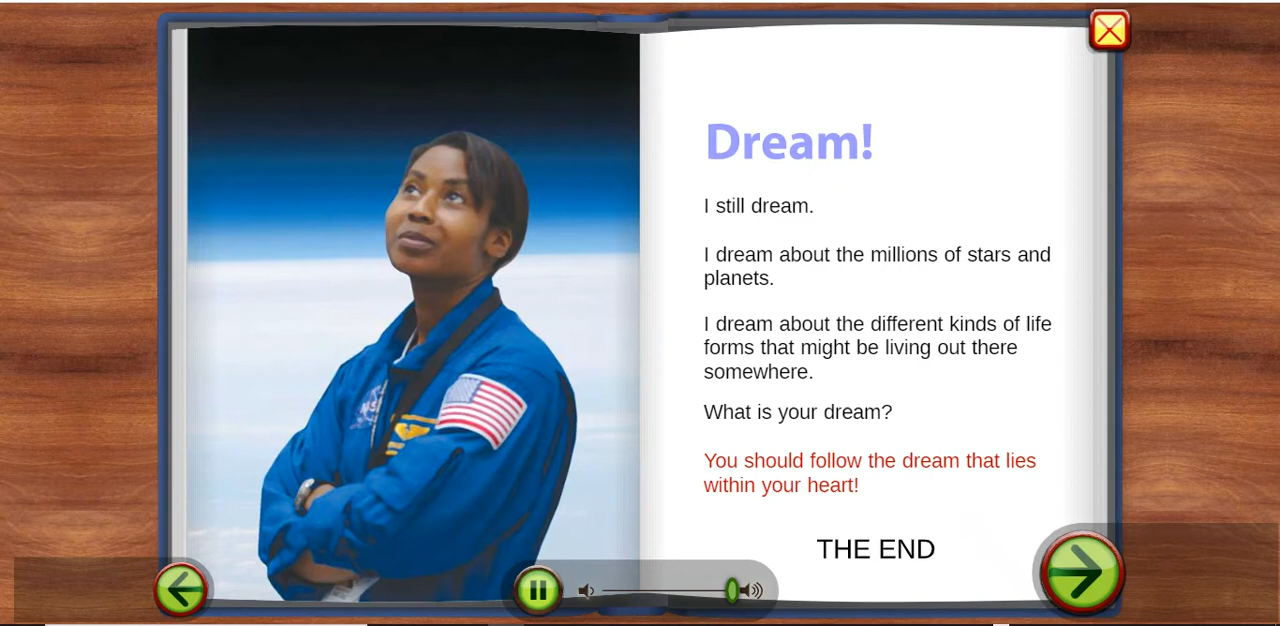 Dream!
I still dream.
I dream about the millions of stars and
planets.
I dream about the different kinds of life
forms that might be living out there
somewhere.
What is your dream?
You should follow the dream that lies
within your heart!
THE END